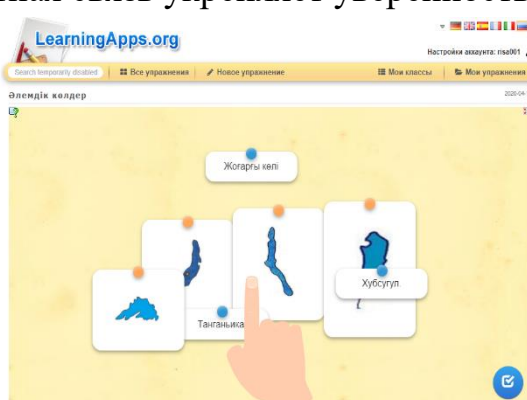 LearningApps.org
Настройки аккаунта: risa001
Search temporarily disabled
Все упражнения
Новое упражнение
Мои классы
Мои упражнения
Әлемдік көлдер
Жоғарғы көлі
Хубсугул
Танганьика